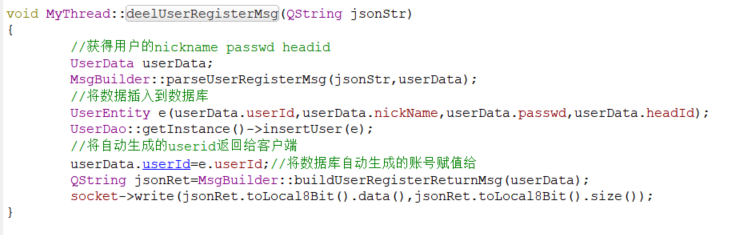 void MyThread::deelUserRegisterMsg(QString jsonStr)
{
//获得用户的nickname passwd headid
UserData userData;
MsgBuilder::parseUserRegisterMsg(jsonStr,userData);
//将数据插入到数据库
UserEntity e(userData.userId,userData.nickName,userData.passwd,userData.headId);
UserDao::getInstance()->insertUser(e);
//将自动生成的userid返回给客户端
userData.userId=e.userId;//将数据库自动生成的账号赋值给
QString jsonRet=MsgBuilder::buildUserRegisterReturnMsg(userData);
socket->write(jsonRet.toLocal8Bit().data(),jsonRet.toLocal8Bit().size());
}